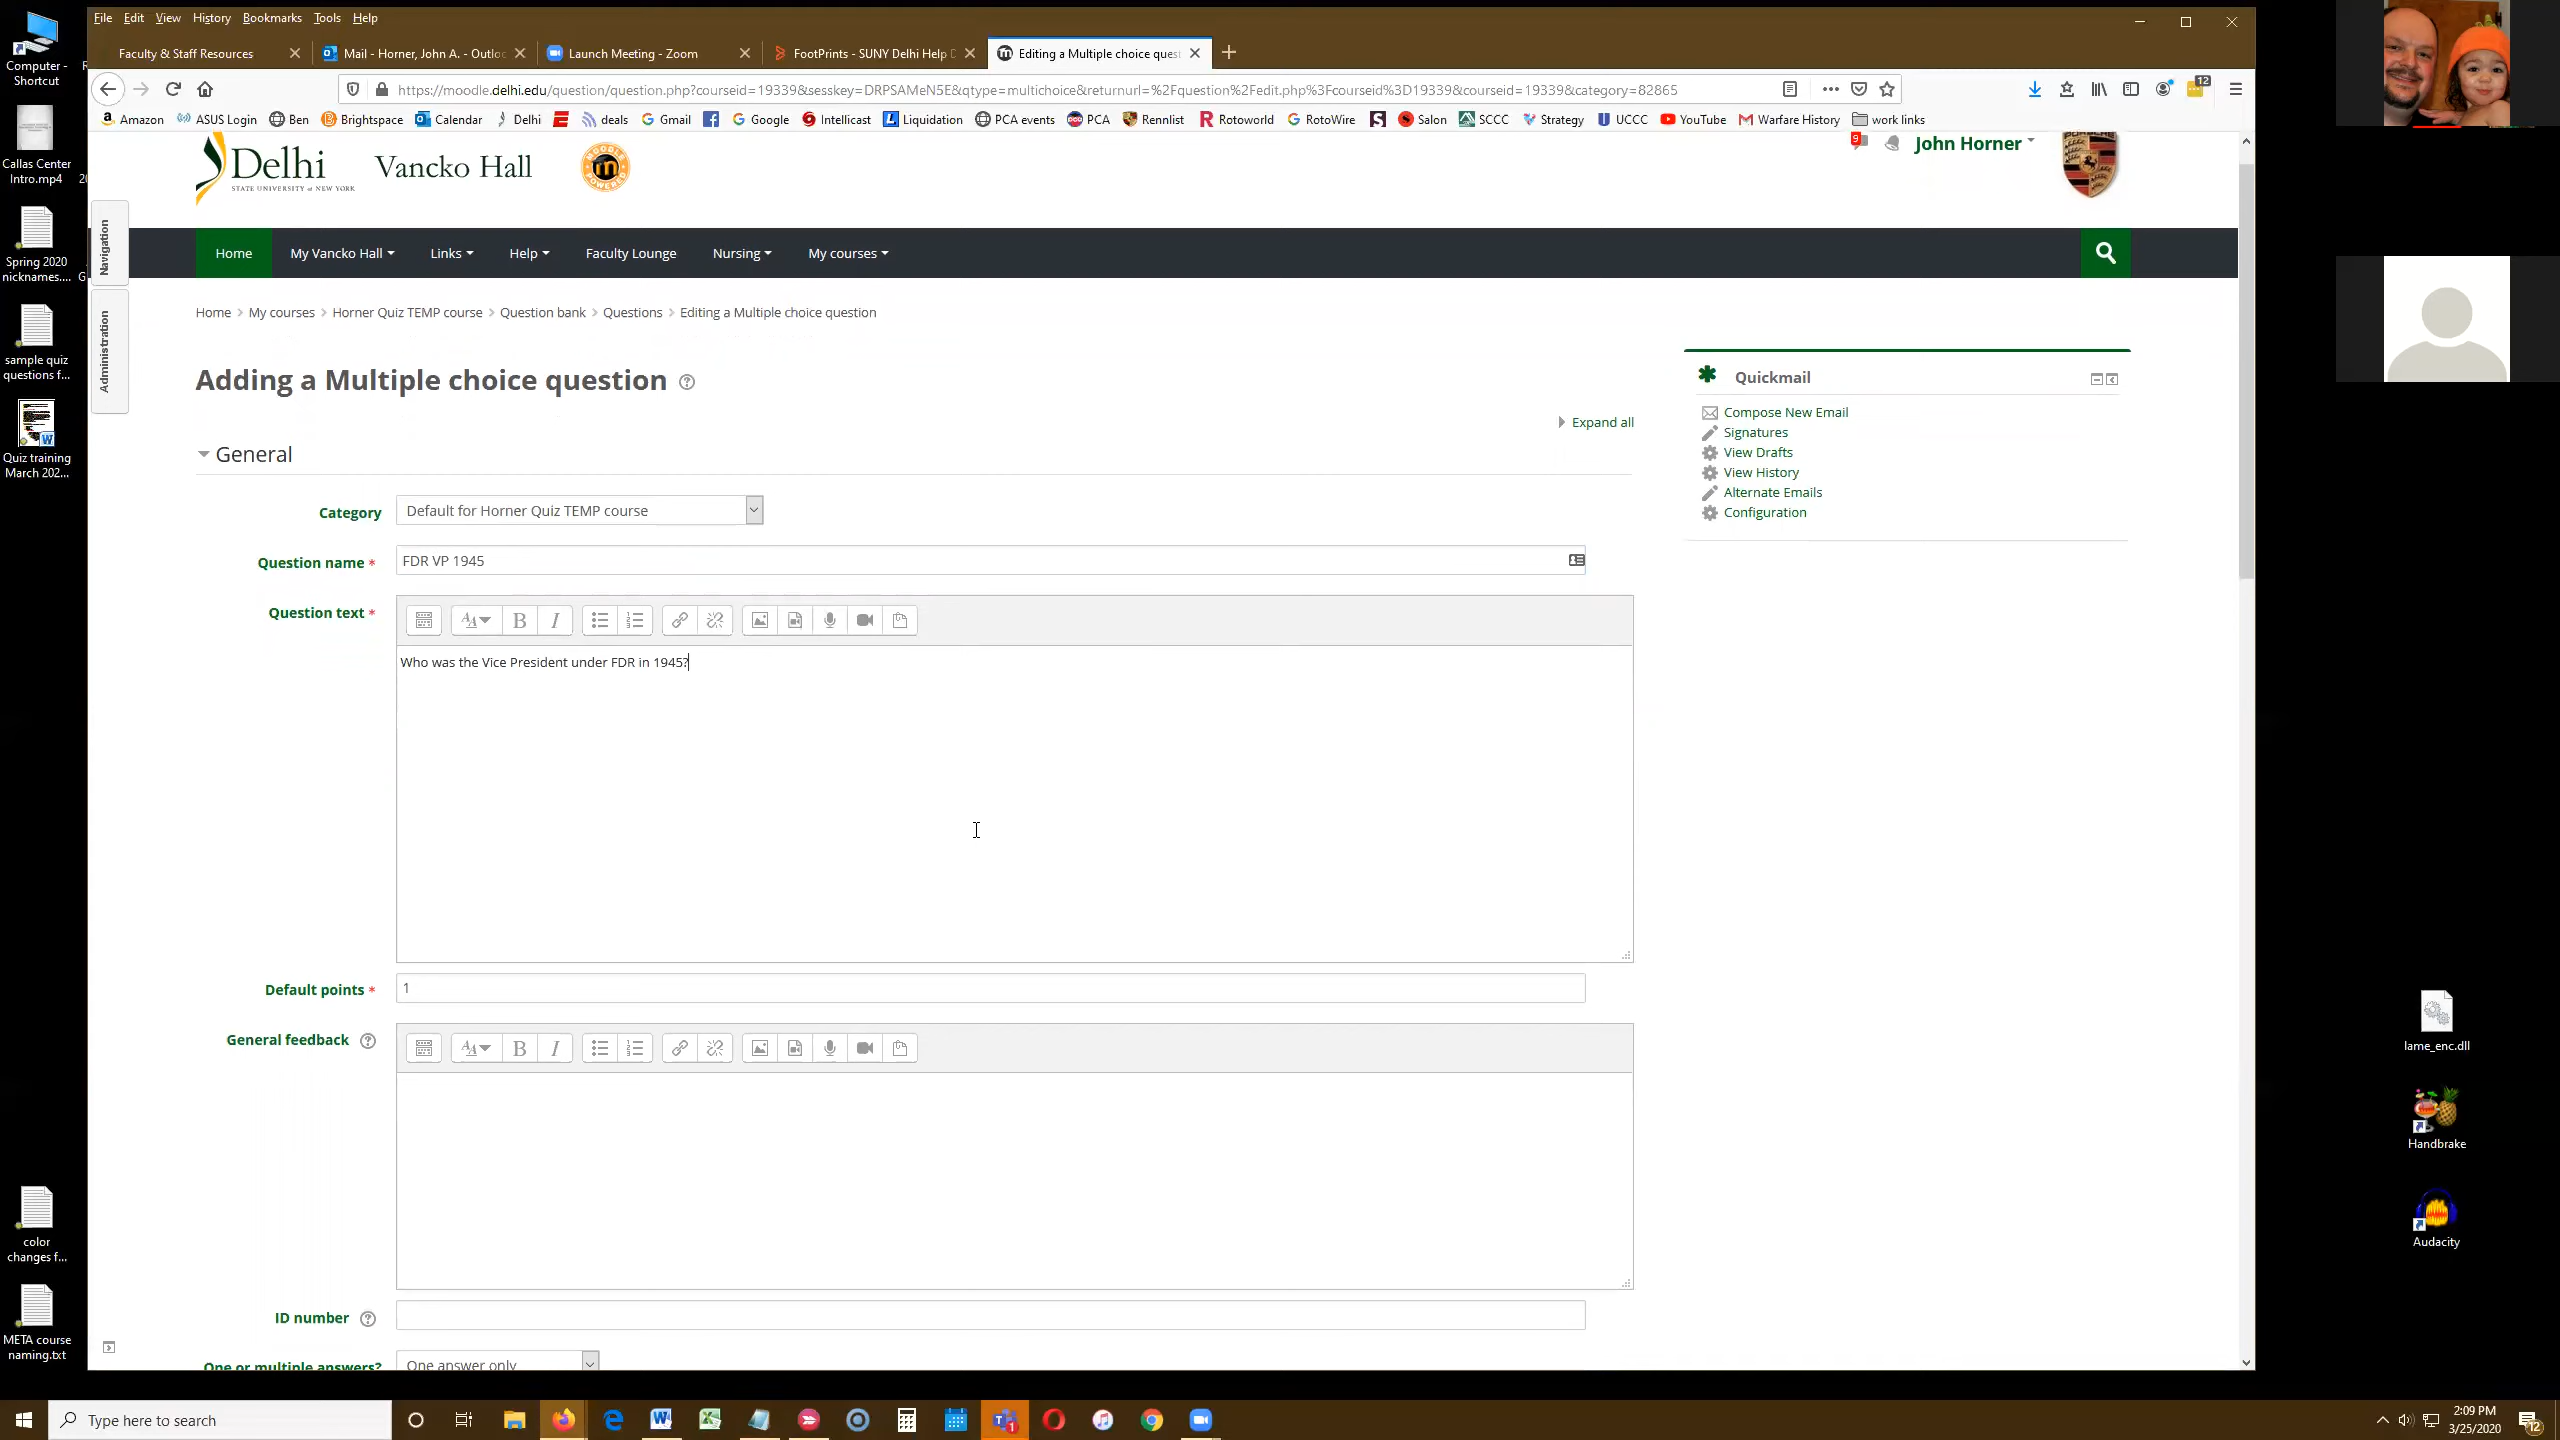 File Edit View History Bookmarks Tools Help
Faculty & Staff Resources
Mail - Horner, John A. - Outlo
Launch Meeting - Zoom
FootPrints - SUNY Delhi Help D
Editing a Multiple choice quest
https://moodle.delhi.edu/question/question.php?courseid=19339&sesskey=DRPSAMeN5E&qtype=multichoice&returnurl=%2Fquestion%2Fedit.php%3Fcourseid%3D19339&courseid=19339&category=82865
12
Amazon ASUS Login Ben Brightspace Calendar Delhi deals Gmail Google Intellicast Liquidation PCA events PCA Rennlist Rotoworld RotoWire Salon SCCC Strategy UCCC YouTube Warfare History work links
Delhi
STATE UNIVERSITY of NEW YORK
Vancko Hall
MOODLE
POWERED
9
John Horner
Navigation
Administration
Home My Vancko Hall Links Help Faculty Lounge Nursing My courses
Home My courses Horner Quiz TEMP course Question bank Questions Editing a Multiple choice question
Adding a Multiple choice question
Expand all
General
Category Default for Horner Quiz TEMP course
Question name * FDR VP 1945
Question text *
Who was the Vice President under FDR in 1945?
Default points * 1
General feedback
ID number
One or multiple answers? One answer only
Quickmail
Compose New Email
Signatures
View Drafts
View History
Alternate Emails
Configuration
Computer -
Shortcut
Callas Center
Intro.mp4
Spring 2020
nicknames....
sample quiz
questions f...
Quiz training
March 202...
color
changes f...
META course
naming.txt
lame_enc.dll
Handbrake
Audacity
Type here to search
2:09 PM
3/25/2020
12